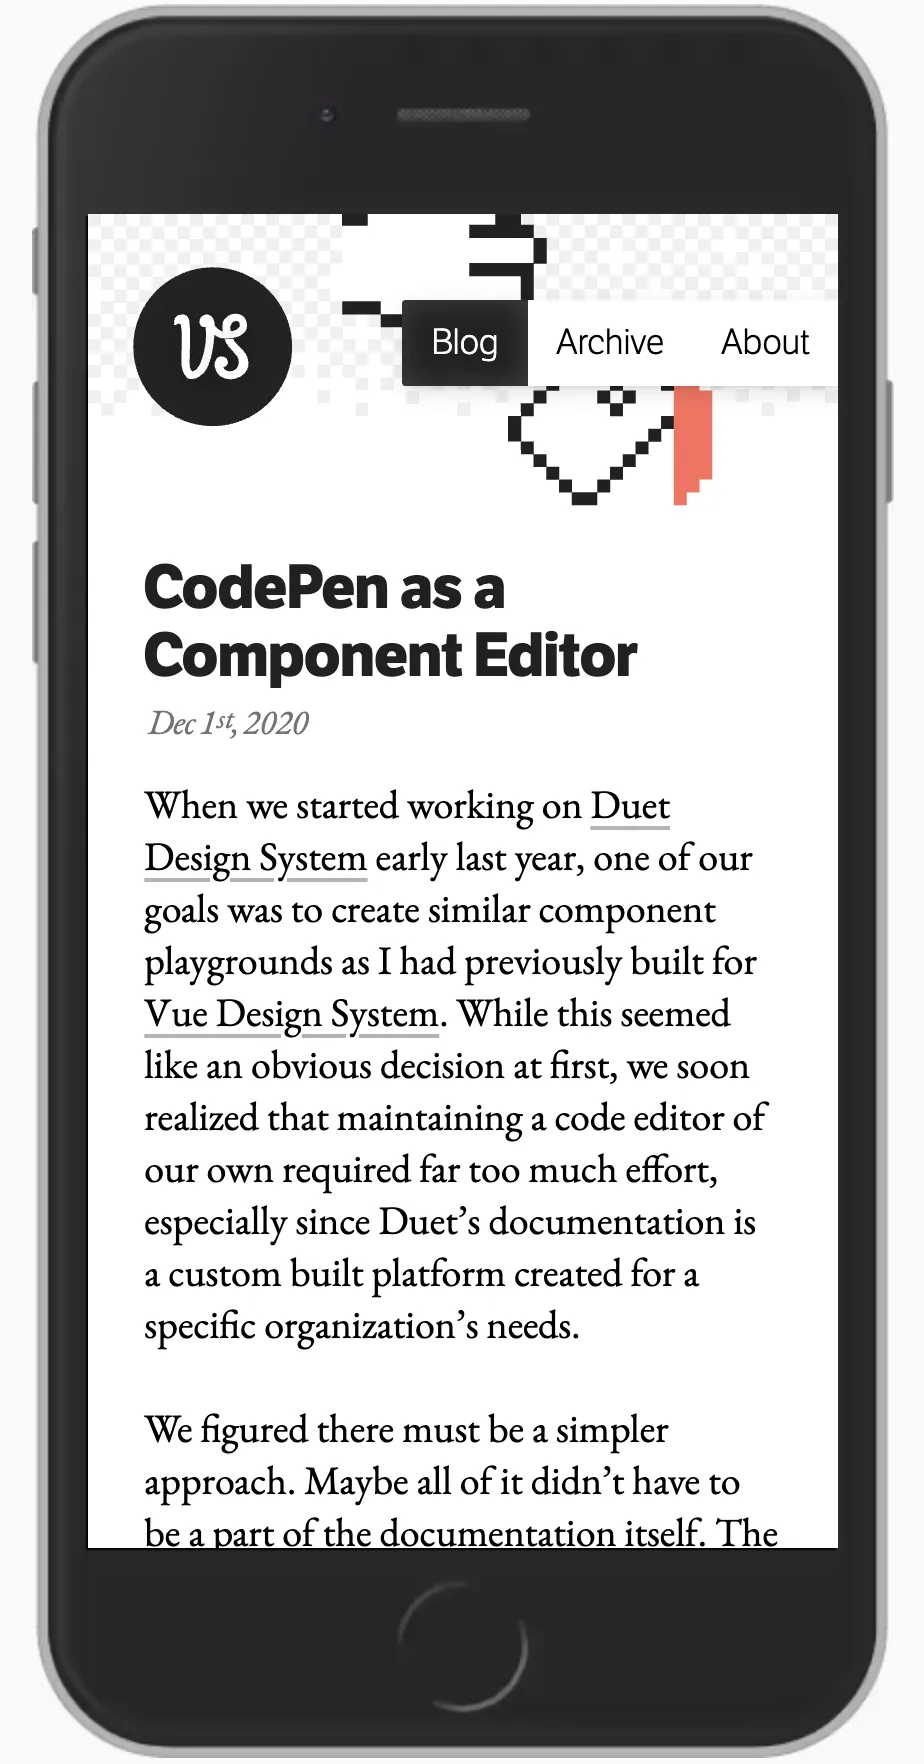 VS
Blog
Archive
About
CodePen as a
Component Editor
Dec 1st, 2020
When we started working on Duet
Design System early last year, one of our
goals was to create similar component
playgrounds as I had previously built for
Vue Design System. While this seemed
like an obvious decision at first, we soon
realized that maintaining a code editor of
our own required far too much effort,
especially since Duet’s documentation is
a custom built platform created for a
specific organization’s needs.
We figured there must be a simpler
approach. Maybe all of it didn’t have to
be a part of the documentation itself. The